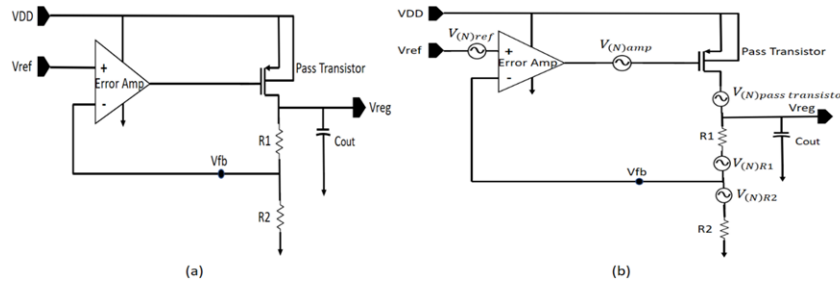 VDD
Vref
+
Error Amp
-
Pass Transistor
Vreg
R1
Cout
Vfb
R2
(a)
VDD
V(N)ref
Vref
+
Error Amp
-
V(N)amp
Pass Transistor
V(N)pass transistor
Vreg
R1
Cout
V(N)R1
Vfb
V(N)R2
R2
(b)